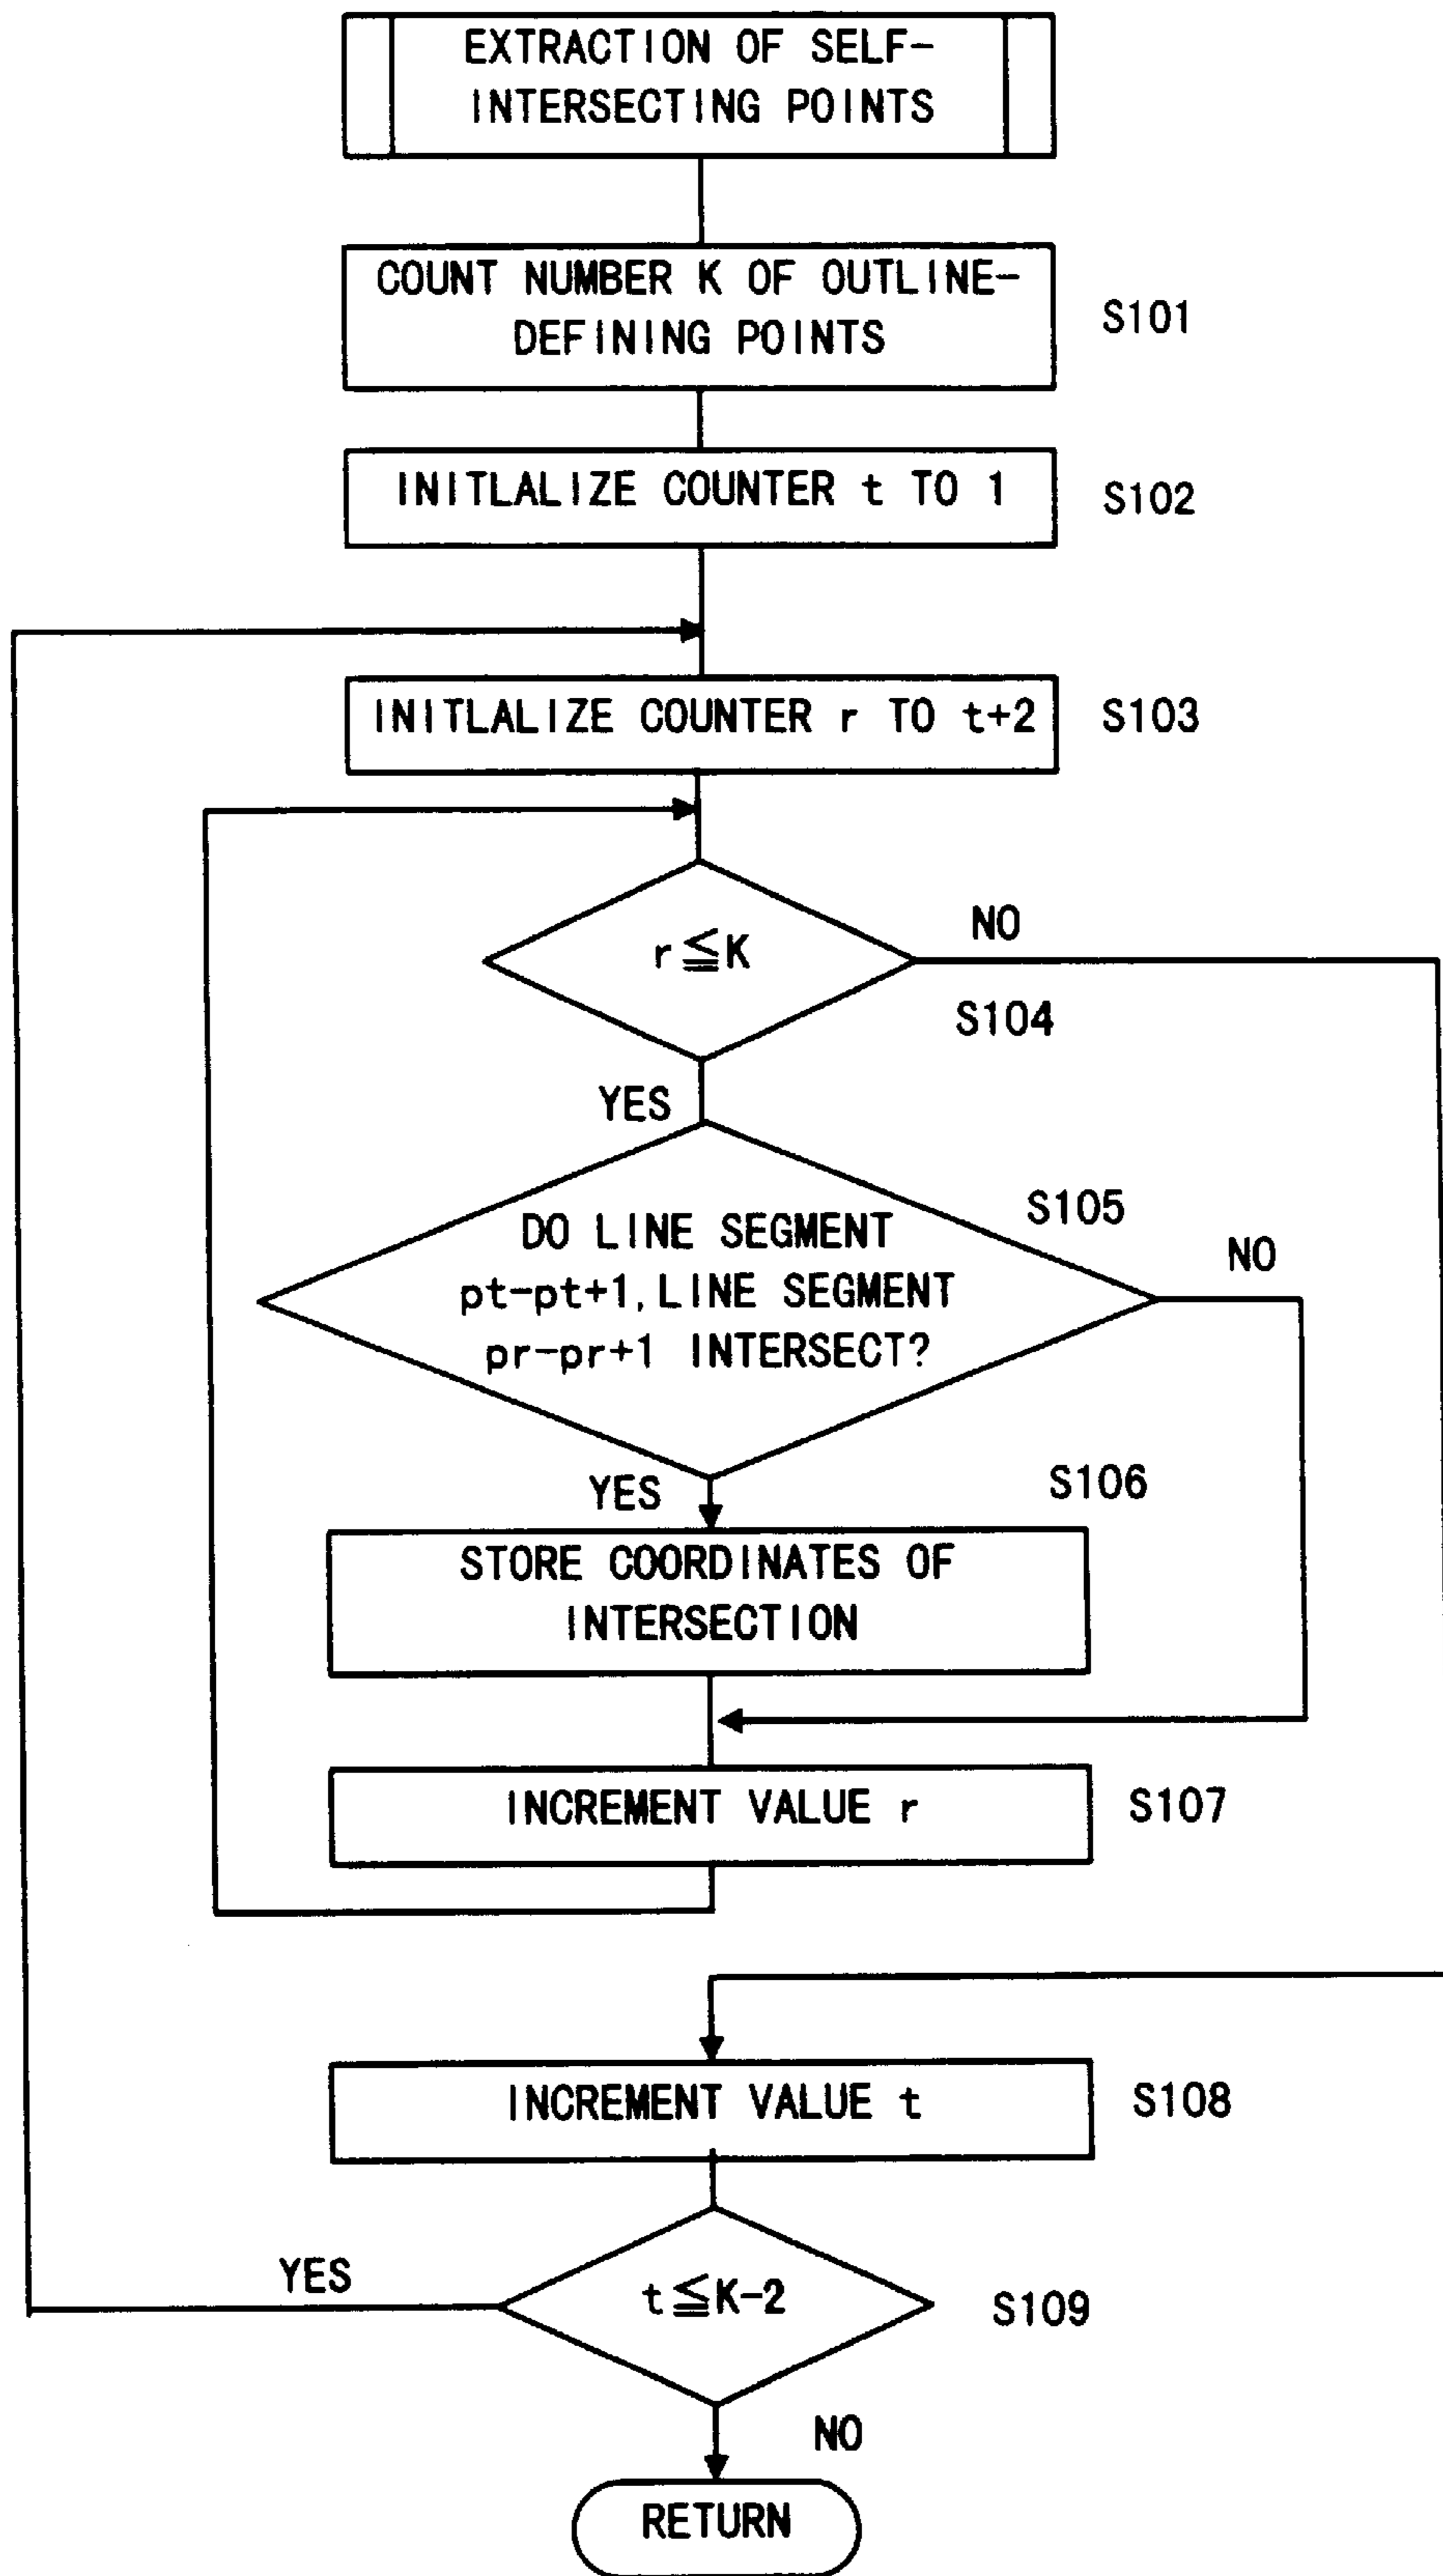 EXTRACTION OF SELF-
INTERSECTING POINTS
COUNT NUMBER K OF OUTLINE-
DEFINING POINTS
S101
INITLALIZE COUNTER t TO 1
S102
INITLALIZE COUNTER r TO t+2
S103
r≦K
NO
S104
YES
DO LINE SEGMENT
pt-pt+1, LINE SEGMENT
pr-pr+1 INTERSECT?
S105
NO
YES
S106
STORE COORDINATES OF
INTERSECTION
INCREMENT VALUE r
S107
INCREMENT VALUE t
S108
YES
t≦K-2
S109
NO
RETURN